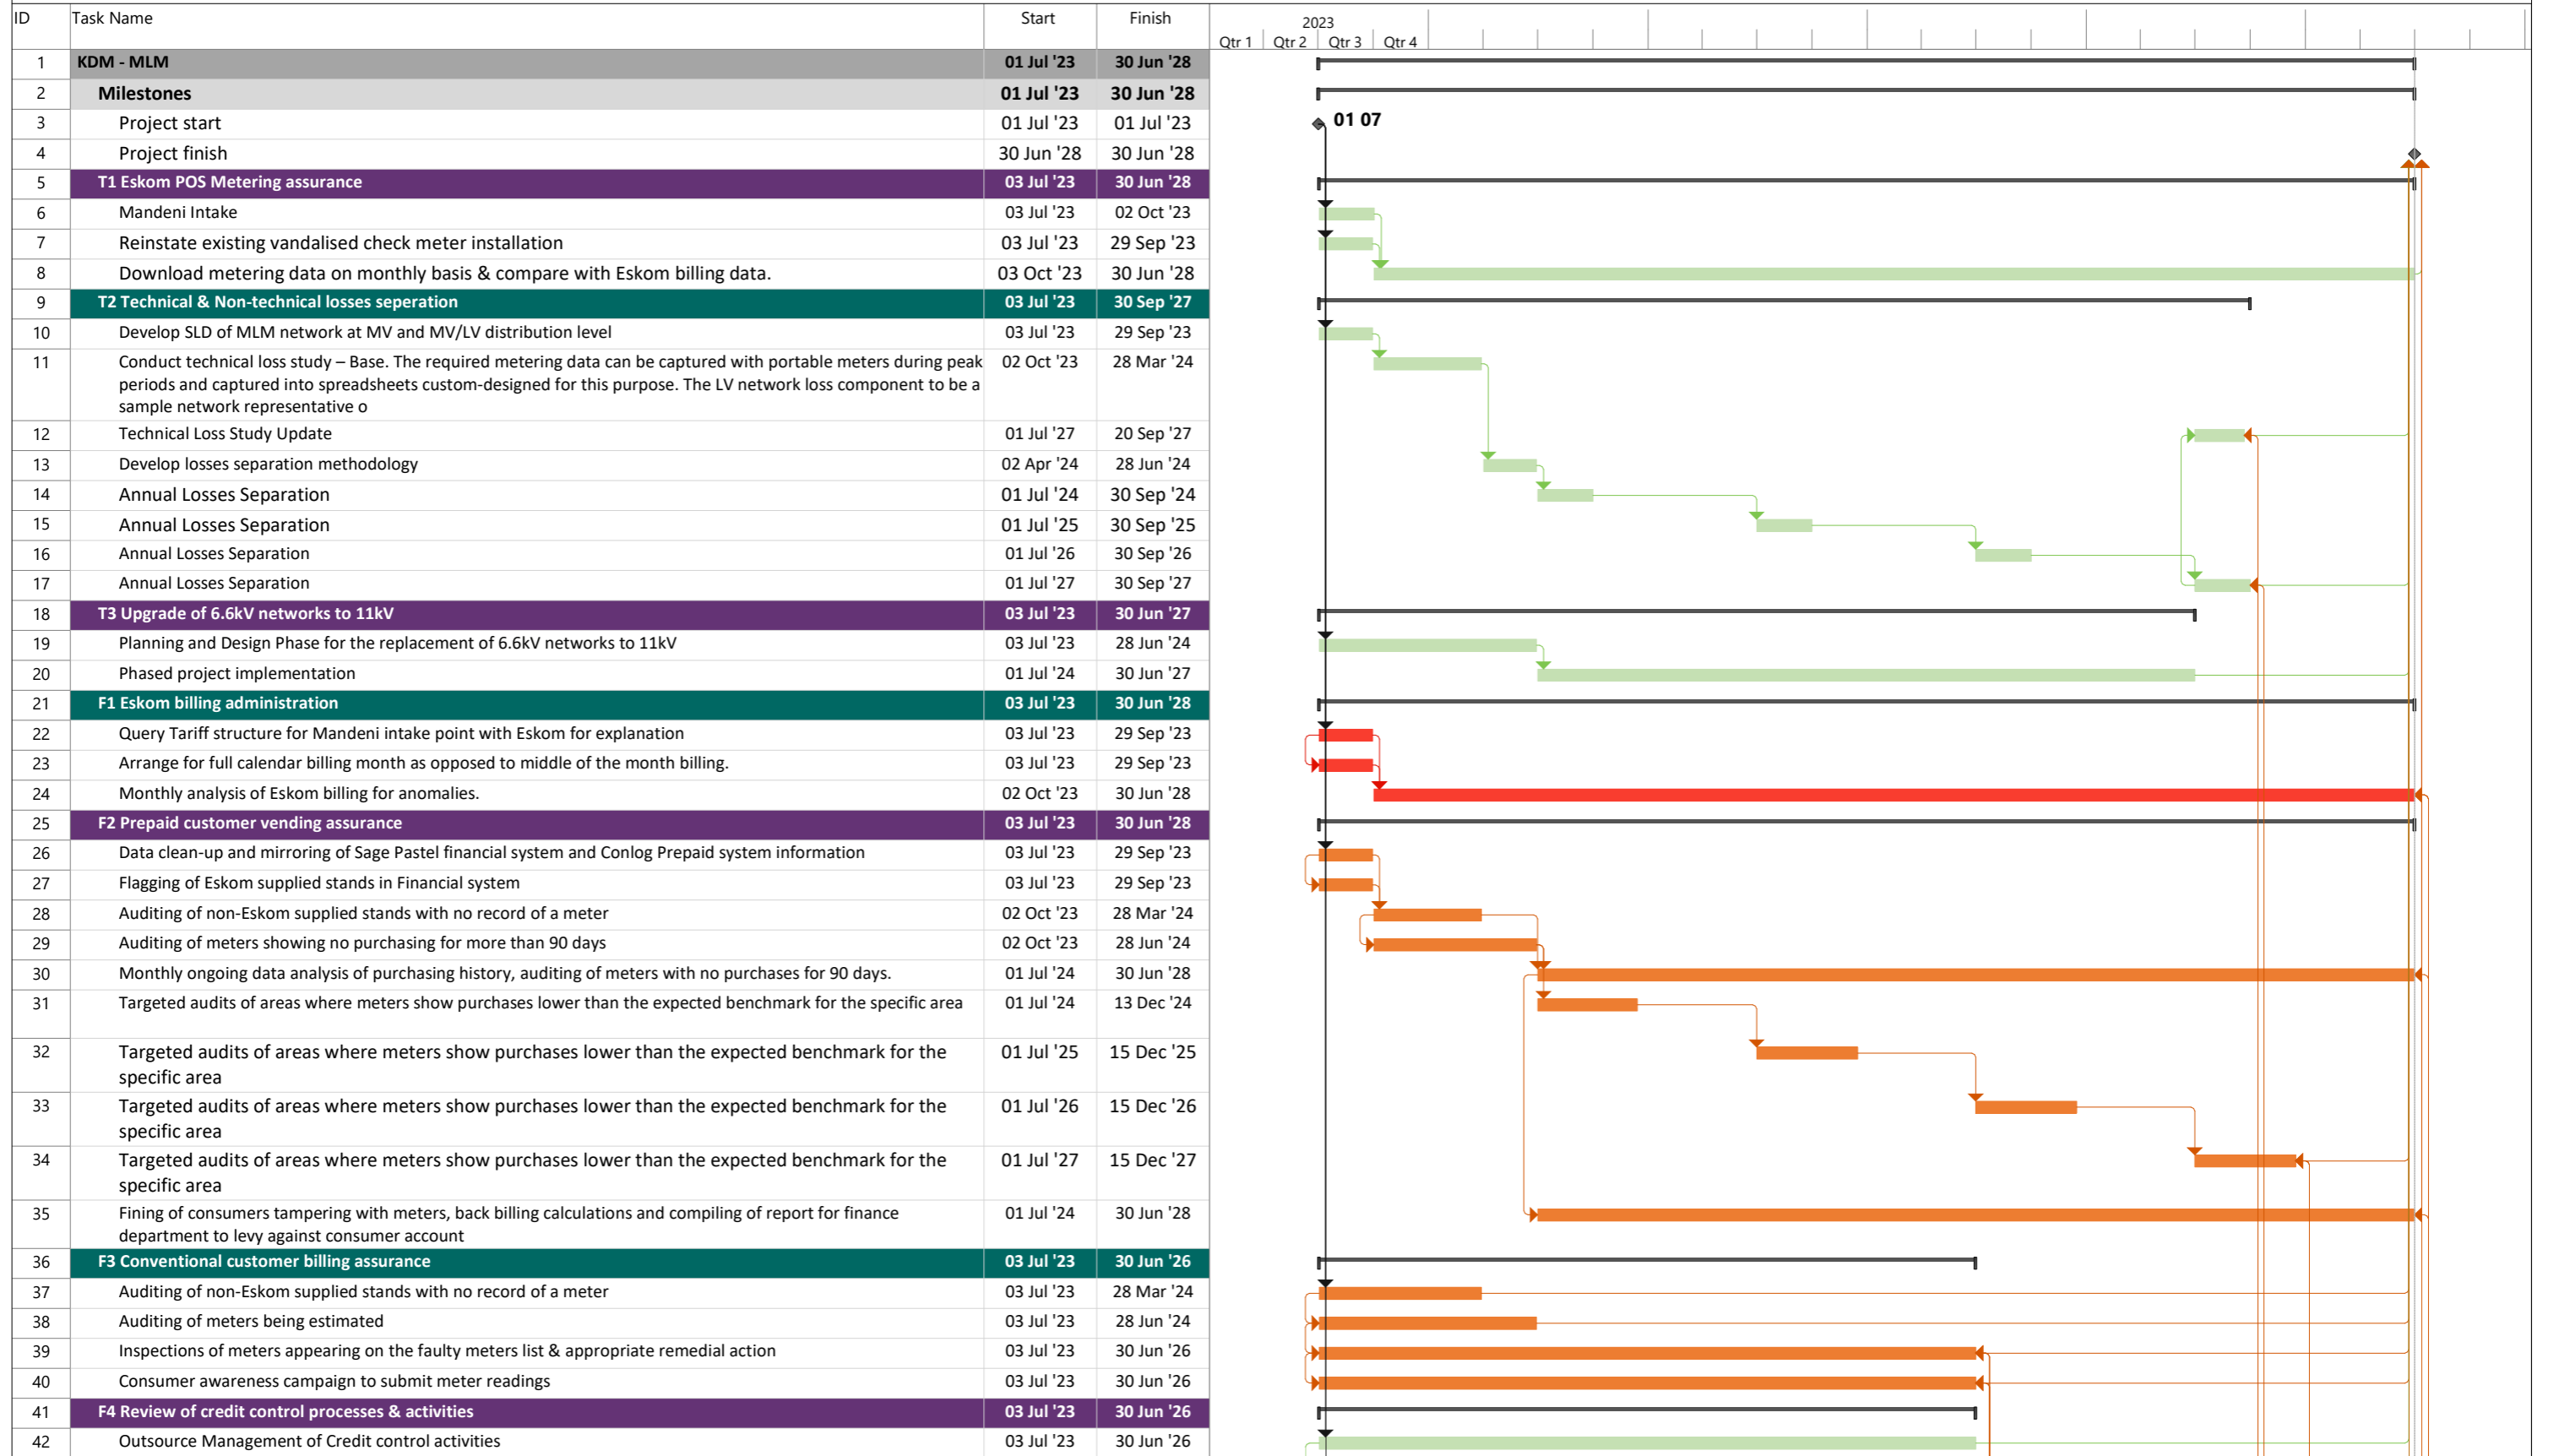 ID Task Name Start Finish 2023
Qtr 1 Qtr 2 Qtr 3 Qtr 4
1 KDM - MLM 01 Jul '23 30 Jun '28
2 Milestones 01 Jul '23 30 Jun '28
3 Project start 01 Jul '23 01 Jul '23 01 07
4 Project finish 30 Jun '28 30 Jun '28
5 T1 Eskom POS Metering assurance 03 Jul '23 30 Jun '28
6 Mandeni Intake 03 Jul '23 02 Oct '23
7 Reinstate existing vandalised check meter installation 03 Jul '23 29 Sep '23
8 Download metering data on monthly basis & compare with Eskom billing data. 03 Oct '23 30 Jun '28
9 T2 Technical & Non-technical losses seperation 03 Jul '23 30 Sep '27
10 Develop SLD of MLM network at MV and MV/LV distribution level 03 Jul '23 29 Sep '23
11 Conduct technical loss study – Base. The required metering data can be captured with portable meters during peak 02 Oct '23 28 Mar '24
periods and captured into spreadsheets custom-designed for this purpose. The LV network loss component to be a
sample network representative o
12 Technical Loss Study Update 01 Jul '27 20 Sep '27
13 Develop losses separation methodology 02 Apr '24 28 Jun '24
14 Annual Losses Separation 01 Jul '24 30 Sep '24
15 Annual Losses Separation 01 Jul '25 30 Sep '25
16 Annual Losses Separation 01 Jul '26 30 Sep '26
17 Annual Losses Separation 01 Jul '27 30 Sep '27
18 T3 Upgrade of 6.6kV networks to 11kV 03 Jul '23 30 Jun '27
19 Planning and Design Phase for the replacement of 6.6kV networks to 11kV 03 Jul '23 28 Jun '24
20 Phased project implementation 01 Jul '24 30 Jun '27
21 F1 Eskom billing administration 03 Jul '23 30 Jun '28
22 Query Tariff structure for Mandeni intake point with Eskom for explanation 03 Jul '23 29 Sep '23
23 Arrange for full calendar billing month as opposed to middle of the month billing. 03 Jul '23 29 Sep '23
24 Monthly analysis of Eskom billing for anomalies. 02 Oct '23 30 Jun '28
25 F2 Prepaid customer vending assurance 03 Jul '23 30 Jun '28
26 Data clean-up and mirroring of Sage Pastel financial system and Conlog Prepaid system information 03 Jul '23 29 Sep '23
27 Flagging of Eskom supplied stands in Financial system 03 Jul '23 29 Sep '23
28 Auditing of non-Eskom supplied stands with no record of a meter 02 Oct '23 28 Mar '24
29 Auditing of meters showing no purchasing for more than 90 days 02 Oct '23 28 Jun '24
30 Monthly ongoing data analysis of purchasing history, auditing of meters with no purchases for 90 days. 01 Jul '24 30 Jun '28
31 Targeted audits of areas where meters show purchases lower than the expected benchmark for the specific area 01 Jul '24 13 Dec '24
32 Targeted audits of areas where meters show purchases lower than the expected benchmark for the 01 Jul '25 15 Dec '25
specific area
33 Targeted audits of areas where meters show purchases lower than the expected benchmark for the 01 Jul '26 15 Dec '26
specific area
34 Targeted audits of areas where meters show purchases lower than the expected benchmark for the 01 Jul '27 15 Dec '27
specific area
35 Fining of consumers tampering with meters, back billing calculations and compiling of report for finance 01 Jul '24 30 Jun '28
department to levy against consumer account
36 F3 Conventional customer billing assurance 03 Jul '23 30 Jun '26
37 Auditing of non-Eskom supplied stands with no record of a meter 03 Jul '23 28 Mar '24
38 Auditing of meters being estimated 03 Jul '23 28 Jun '24
39 Inspections of meters appearing on the faulty meters list & appropriate remedial action 03 Jul '23 30 Jun '26
40 Consumer awareness campaign to submit meter readings 03 Jul '23 30 Jun '26
41 F4 Review of credit control processes & activities 03 Jul '23 30 Jun '26
42 Outsource Management of Credit control activities 03 Jul '23 30 Jun '26